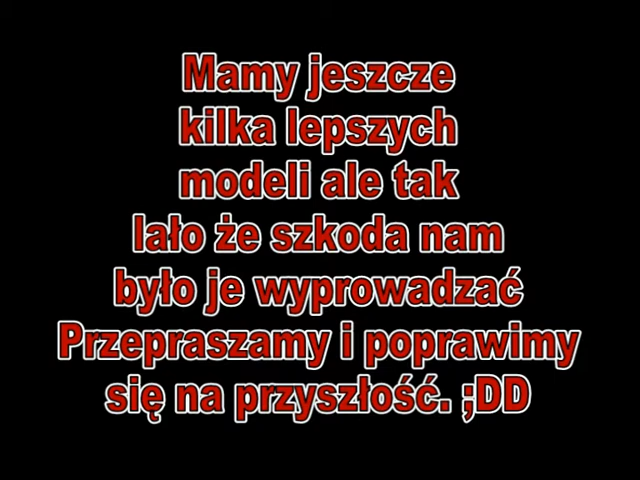 Mamy jeszcze
kilka lepszych
modeli ale tak
lało że szkoda nam
było je wyprowadzać
Przepraszamy i poprawimy
się na przyszłość. ;DD